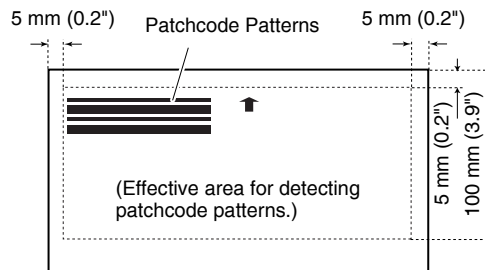 5 mm (0.2")
Patchcode Patterns
5 mm (0.2")
5 mm (0.2")
100 mm (3.9")
(Effective area for detecting
patchcode patterns.)